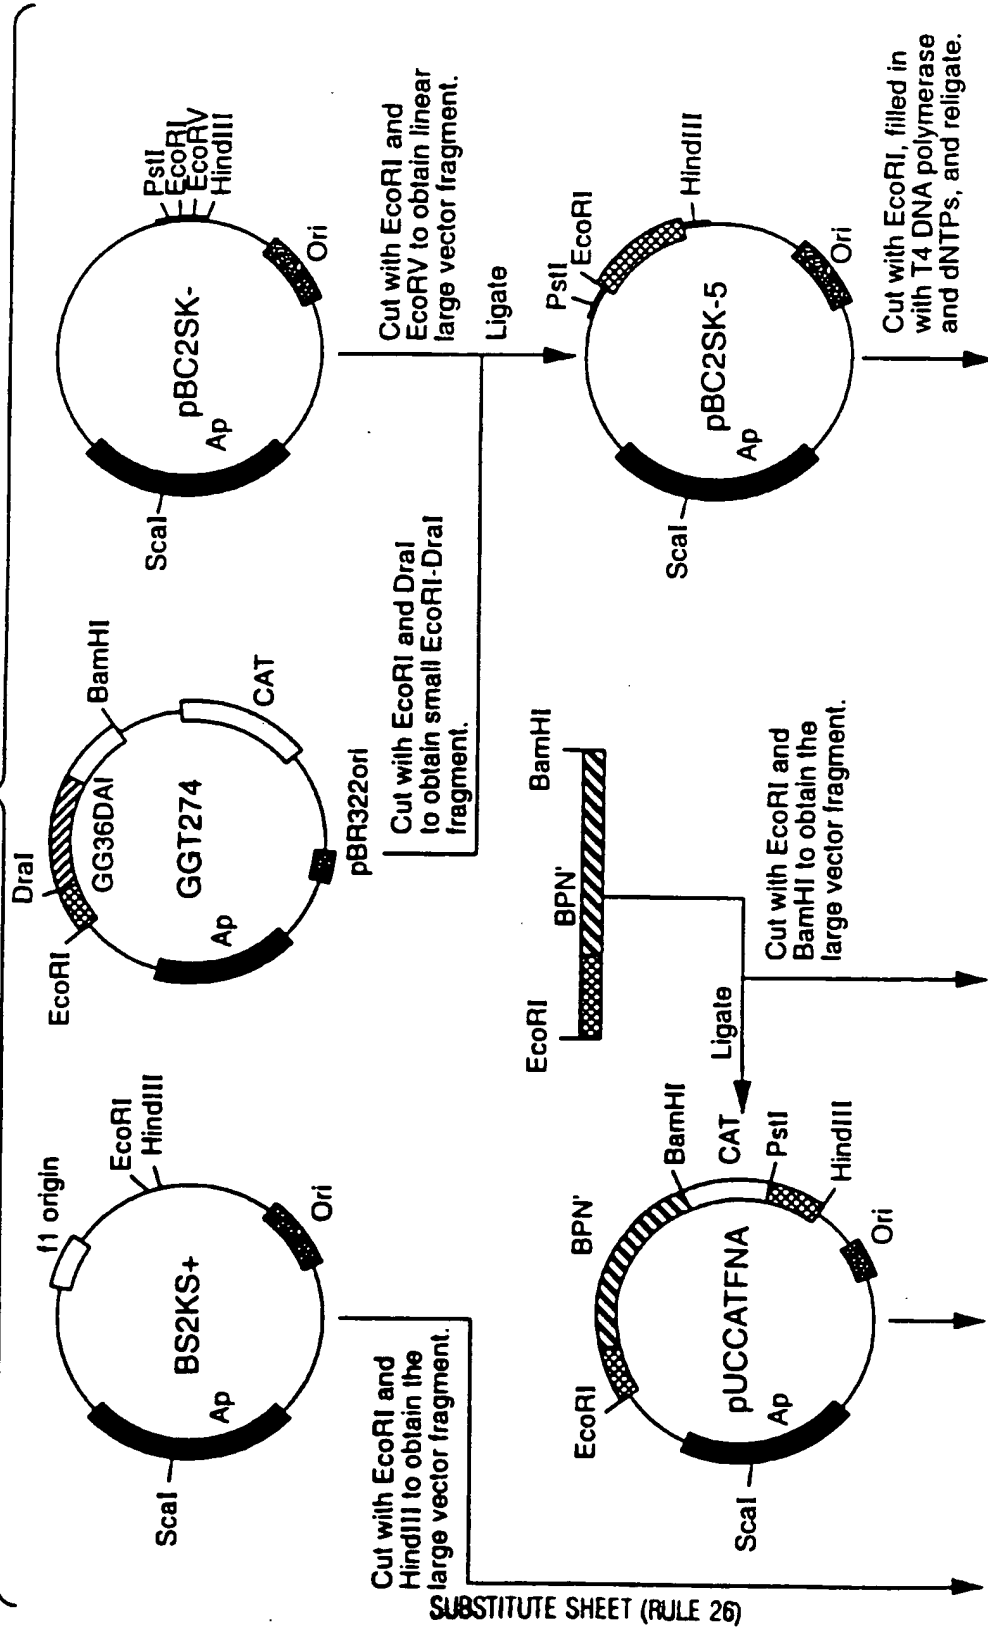 f1 origin
EcoRI
HindIII
BS2KS+
Ori
Ap
ScaI
Cut with EcoRI and
HindIII to obtain the
large vector fragment.
EcoRI
DraI
GG36DAI
BamHI
GGT274
CAT
Ap
pBR322ori
Cut with EcoRI and DraI
to obtain small EcoRI-DraI
fragment.
PstI
EcoRI
EcoRV
HindIII
pBC2SK-
Ori
Ap
ScaI
Cut with EcoRI and
EcoRV to obtain linear
large vector fragment.
Ligate
EcoRI
BPN'
BamHI
Ligate
Cut with EcoRI and
BamHI to obtain the
large vector fragment.
EcoRI
BPN'
BamHI
CAT
PstI
HindIII
pUCCATFNA
Ori
Ap
ScaI
PstI
EcoRI
HindIII
pBC2SK-5
Ori
Ap
ScaI
Cut with EcoRI, filled in
with T4 DNA polymerase
and dNTPs, and religate.
SUBSTITUTE SHEET (RULE 26)